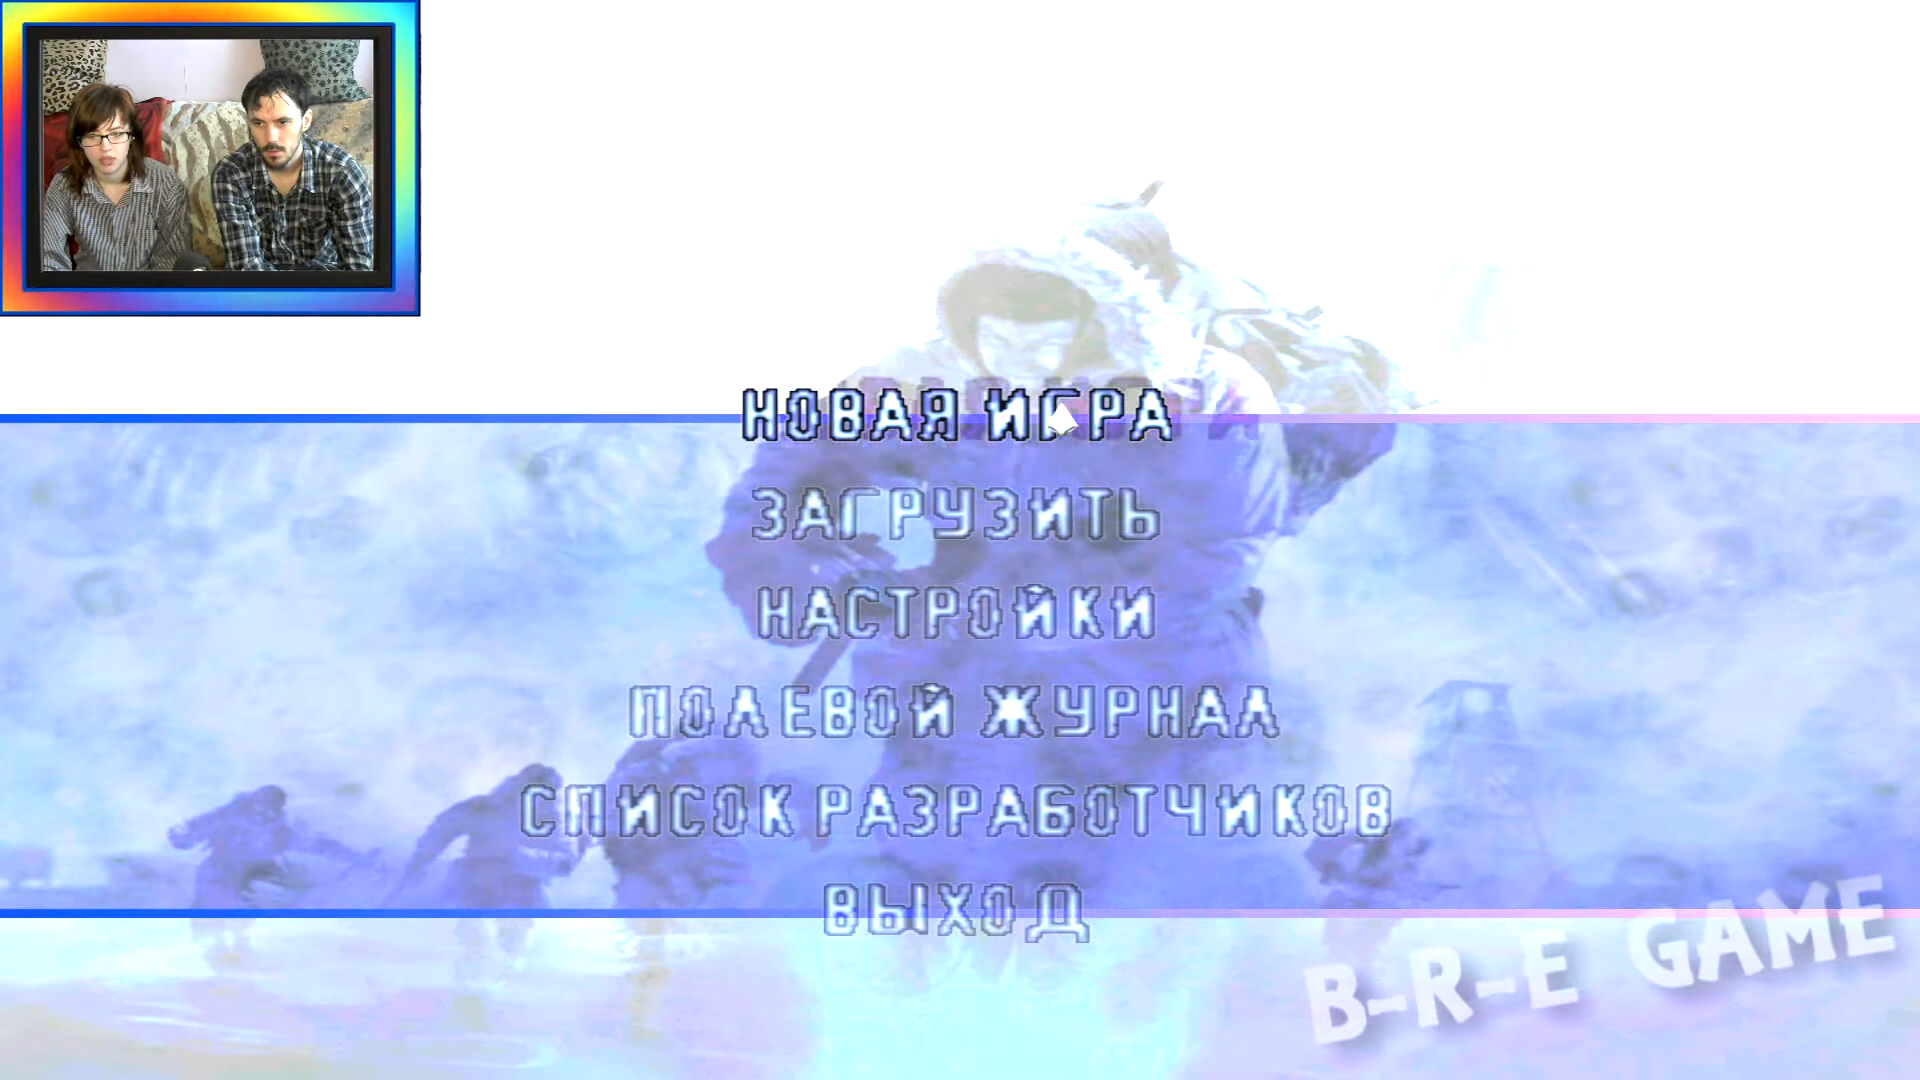 НОВАЯ ИГРА
ЗАГРУЗИТЬ
НАСТРОЙКИ
ПОЛЕВОЙ ЖУРНАЛ
СПИСОК РАЗРАБОТЧИКОВ
ВЫХОД
B-R-E GAME